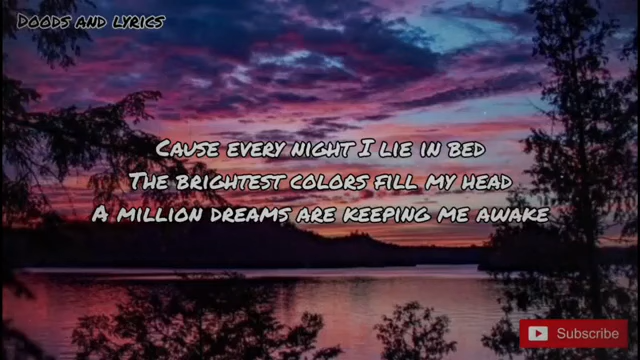 Doods and lyrics
Cause every night I lie in bed
The brightest colors fill my head
A million dreams are keeping me awake
Subscribe